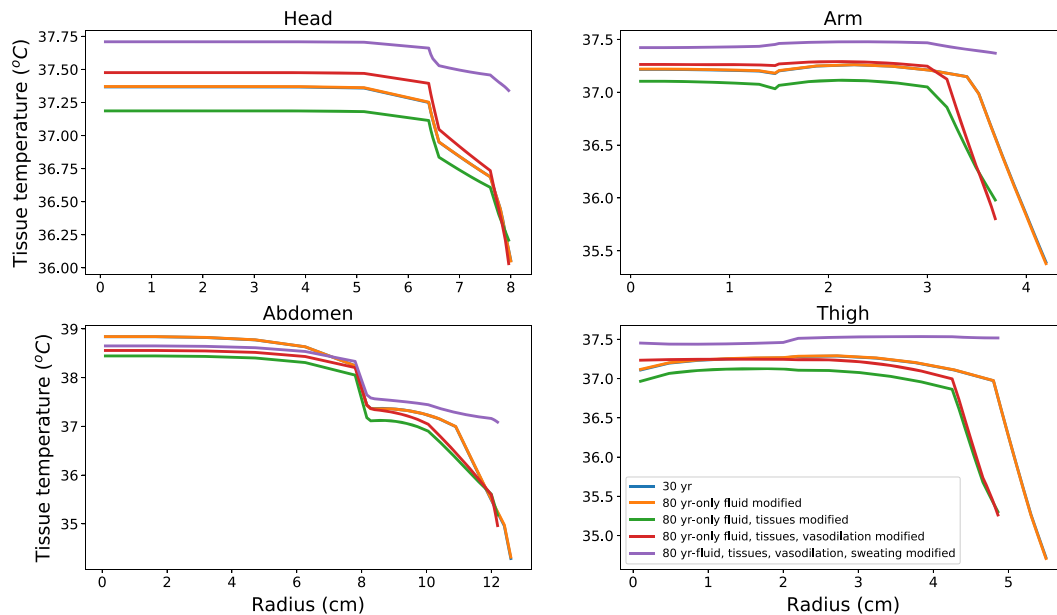 Head
Arm
37.75
37.50
37.25
37.00
36.75
36.50
36.25
36.00
Tissue temperature (°C)
0 1 2 3 4 5 6 7 8
37.5
37.0
36.5
36.0
35.5
0 1 2 3 4
Abdomen
Thigh
39
38
37
36
35
Tissue temperature (°C)
0 2 4 6 8 10 12
Radius (cm)
37.5
37.0
36.5
36.0
35.5
35.0
30 yr
80 yr-only fluid modified
80 yr-only fluid, tissues modified
80 yr-only fluid, tissues, vasodilation modified
80 yr-fluid, tissues, vasodilation, sweating modified
0 1 2 3 4 5
Radius (cm)